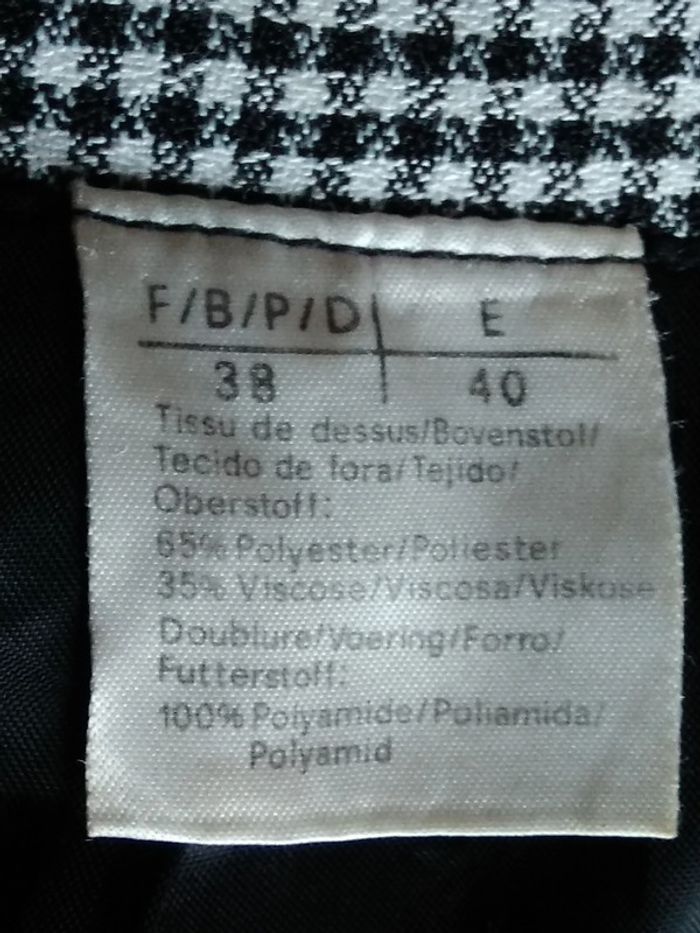 F/B/P/D E
38 40
Tissu de dessus/Bovenstof/
Tecido de fora/Tejido/
Oberstoff:
65% Polyester/Poliester
35% Viscose/Viscosa/Viskose
Doublure/Voering/Forro/
Futterstoff:
100% Polyamide/Poliamida/
Polyamid